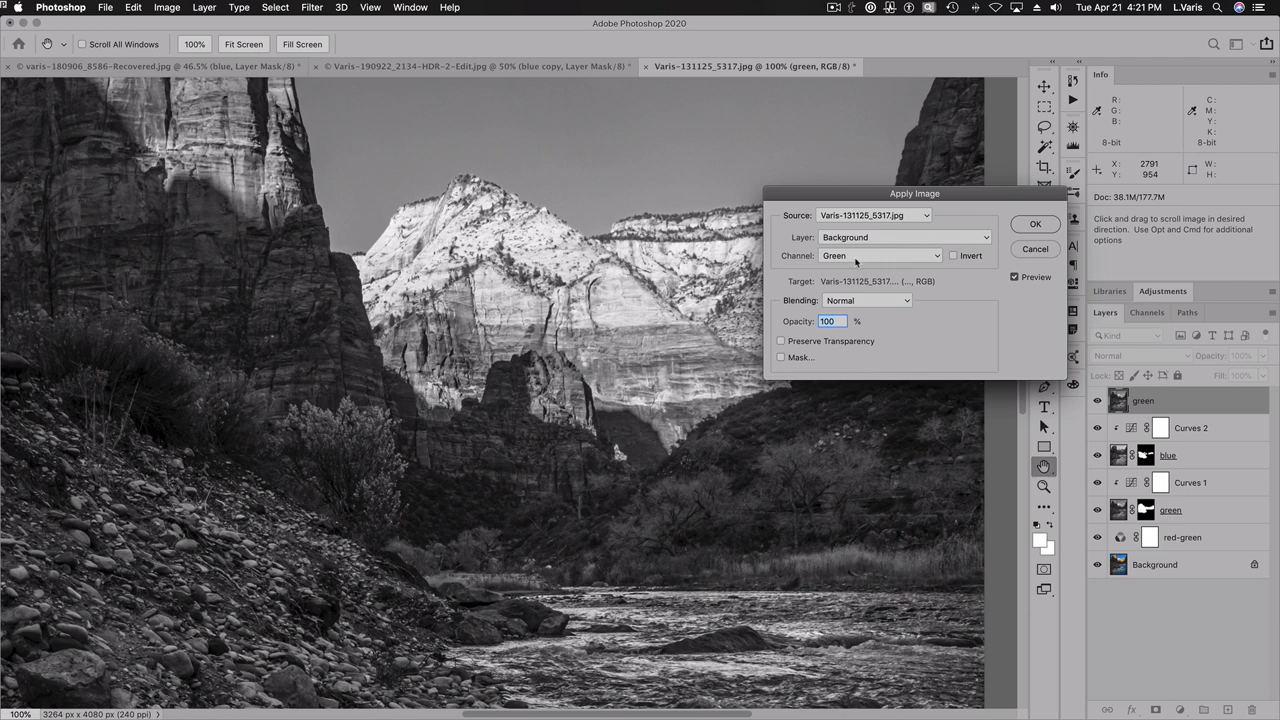 Photoshop File Edit Image Layer Type Select Filter 3D View Window Help Tue Apr 21 4:21 PM L.Varis
Adobe Photoshop 2020
Scroll All Windows 100% Fit Screen Fill Screen
× © varis-180906_8586-Recovered.jpg @ 46.5% (blue, Layer Mask/8) * × © Varis-190922_2134-HDR-2-Edit.jpg @ 50% (blue copy, Layer Mask/8) * × Varis-131125_5317.jpg @ 100% (green, RGB/8) *
Info
R: C:
G: M:
B: Y:
K:
8-bit 8-bit
X: 2791 W:
Y: 954 H:
Doc: 38.1M/177.7M
Click and drag to scroll image in desired
direction. Use Opt and Cmd for additional
options
Apply Image
Source: Varis-131125_5317.jpg
Layer: Background
Channel: Green Invert
Target: Varis-131125_5317.... (..., RGB)
Blending: Normal
Opacity: 100 %
Preserve Transparency
Mask...
OK
Cancel
Preview
Libraries Adjustments
Layers Channels Paths
Kind
Normal Opacity: 100%
Lock: Fill: 100%
green
Curves 2
blue
Curves 1
green
red-green
Background
100% 3264 px x 4080 px (240 ppi)